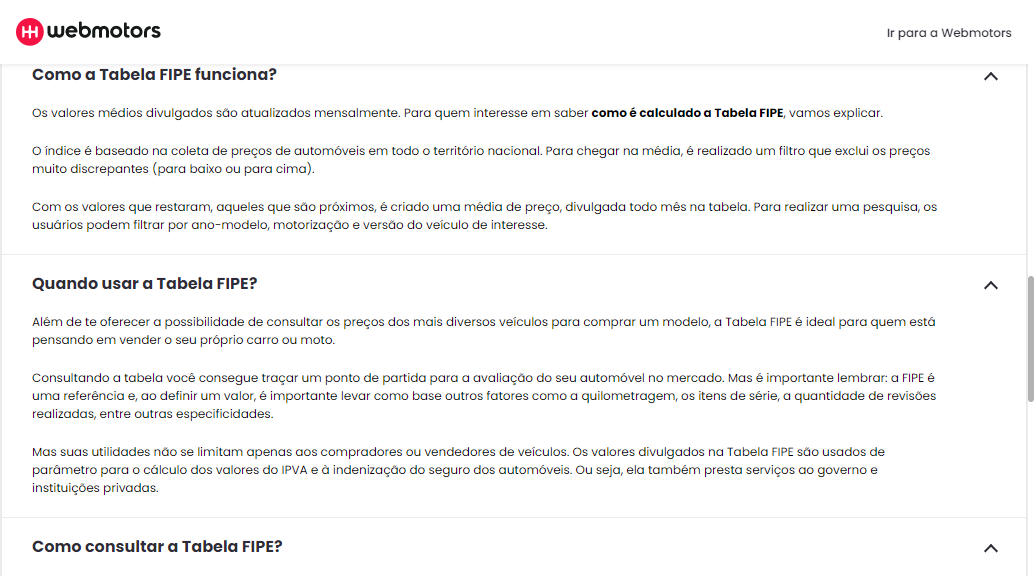 webmotors
Ir para a Webmotors
Como a Tabela FIPE funciona?
Os valores médios divulgados são atualizados mensalmente. Para quem interesse em saber como é calculado a Tabela FIPE, vamos explicar.
O índice é baseado na coleta de preços de automóveis em todo o território nacional. Para chegar na média, é realizado um filtro que exclui os preços
muito discrepantes (para baixo ou para cima).
Com os valores que restaram, aqueles que são próximos, é criado uma média de preço, divulgada todo mês na tabela. Para realizar uma pesquisa, os
usuários podem filtrar por ano-modelo, motorização e versão do veículo de interesse.
Quando usar a Tabela FIPE?
Além de te oferecer a possibilidade de consultar os preços dos mais diversos veículos para comprar um modelo, a Tabela FIPE é ideal para quem está
pensando em vender o seu próprio carro ou moto.
Consultando a tabela você consegue traçar um ponto de partida para a avaliação do seu automóvel no mercado. Mas é importante lembrar: a FIPE é
uma referência e, ao definir um valor, é importante levar como base outros fatores como a quilometragem, os itens de série, a quantidade de revisões
realizadas, entre outras especificidades.
Mas suas utilidades não se limitam apenas aos compradores ou vendedores de veículos. Os valores divulgados na Tabela FIPE são usados de
parâmetro para o cálculo dos valores do IPVA e à indenização do seguro dos automóveis. Ou seja, ela também presta serviços ao governo e
instituições privadas.
Como consultar a Tabela FIPE?